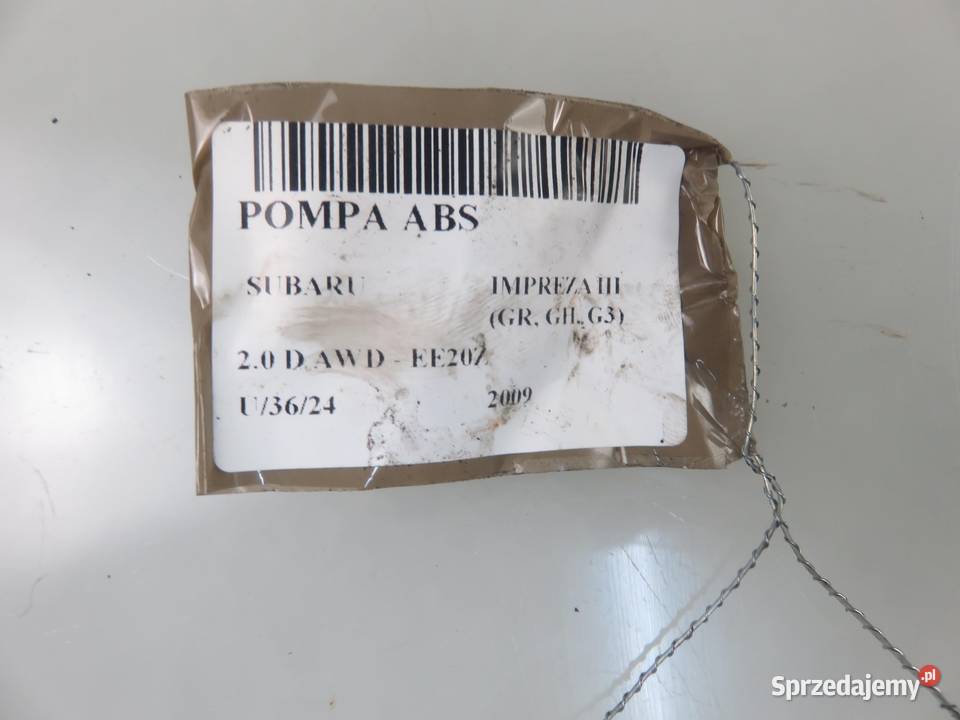 POMPA ABS
SUBARU IMPREZA III
(GR, GH, G3)
2.0 D AWD - EE20Z
U/36/24 2009
Sprzedajemy.pl